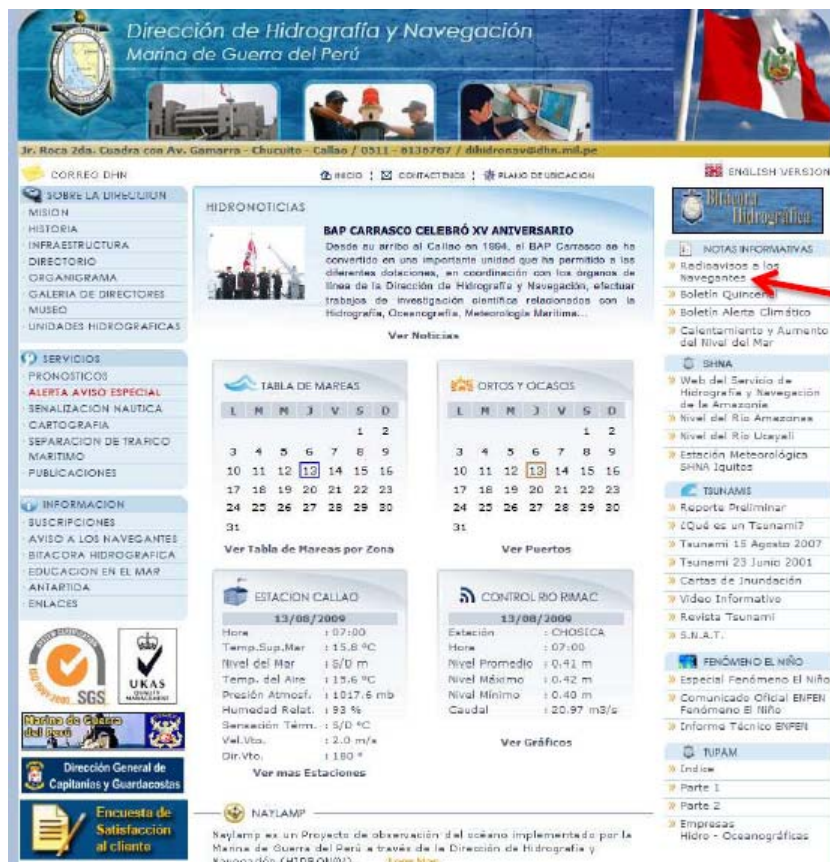 Dirección de Hidrografía y Navegación
Marina de Guerra del Perú
Jr. Roca 2da. Cuadra con Av. Gamarra - Chucuito - Callao / 0511 - 6136767 / dihidronav@dhn.mil.pe
CORREO DHN
INICIO
CONTACTENOS
PLANO DE UBICACION
ENGLISH VERSION
SOBRE LA DIRECCION
MISION
HISTORIA
INFRAESTRUCTURA
DIRECTORIO
ORGANIGRAMA
GALERIA DE DIRECTORES
MUSEO
UNIDADES HIDROGRAFICAS
SERVICIOS
PRONOSTICOS
ALERTA AVISO ESPECIAL
SENALIZACION NAUTICA
CARTOGRAFIA
SEPARACION DE TRAFICO
MARITIMO
PUBLICACIONES
INFORMACION
SUSCRIPCIONES
AVISO A LOS NAVEGANTES
BITACORA HIDROGRAFICA
EDUCACION EN EL MAR
ANTARTIDA
ENLACES
SGS
UKAS
QUALITY
MANAGEMENT
Marina de Guerra
del Perú
Dirección General de
Capitanías y Guardacostas
Encuesta de
Satisfacción
al cliente
HIDRONOTICIAS
BAP CARRASCO CELEBRÓ XV ANIVERSARIO
Desde su arribo al Callao en 1994, el BAP Carrasco se ha
convertido en una importante unidad que ha permitido a las
diferentes dotaciones, en coordinación con los órganos de
línea de la Dirección de Hidrografía y Navegación, efectuar
trabajos de investigación científica relacionados con la
Hidrografía, Oceanografía, Meteorología Marítima...
Ver Noticias
TABLA DE MAREAS
L M M J V S D
1 2
3 4 5 6 7 8 9
10 11 12 13 14 15 16
17 18 19 20 21 22 23
24 25 26 27 28 29 30
31
Ver Tabla de Mareas por Zona
ORTOS Y OCASOS
L M M J V S D
1 2
3 4 5 6 7 8 9
10 11 12 13 14 15 16
17 18 19 20 21 22 23
24 25 26 27 28 29 30
31
Ver Puertos
ESTACION CALLAO
13/08/2009
Hora : 07:00
Temp.Sup.Mar : 15.8 ºC
Nivel del Mar : S/D m
Temp. del Aire : 15.6 ºC
Presión Atmosf. : 1017.6 mb
Humedad Relat. : 93 %
Sensación Térm. : S/D ºC
Vel.Vto. : 2.0 m/s
Dir.Vto. : 180 º
Ver mas Estaciones
CONTROL RIO RIMAC
13/08/2009
Estación : CHOSICA
Hora : 07:00
Nivel Promedio : 0.41 m
Nivel Máximo : 0.42 m
Nivel Mínimo : 0.40 m
Caudal : 20.97 m3/s
Ver Gráficos
NAYLAMP
Naylamp es un Proyecto de observación del océano implementado por la
Marina de Guerra del Perú a través de la Dirección de Hidrografía y
Navegación (HIDRONAV) Leer Mas
Bitácora
Hidrográfica
NOTAS INFORMATIVAS
Radioavisos a los
Navegantes
Boletín Quincenal
Boletín Alerta Climático
Calentamiento y Aumento
del Nivel del Mar
SHNA
Web del Servicio de
Hidrografía y Navegación
de la Amazonía
Nivel del Río Amazonas
Nivel del Río Ucayali
Estación Meteorológica
SHNA Iquitos
TSUNAMIS
Reporte Preliminar
¿Qué es un Tsunami?
Tsunami 15 Agosto 2007
Tsunami 23 Junio 2001
Cartas de Inundación
Video Informativo
Revista Tsunami
S.N.A.T.
FENÓMENO EL NIÑO
Especial Fenómeno El Niño
Comunicado Oficial ENFEN
Fenómeno El Niño
Informe Técnico ENFEN
TUPAM
Indice
Parte 1
Parte 2
Empresas
Hidro - Oceanográficas